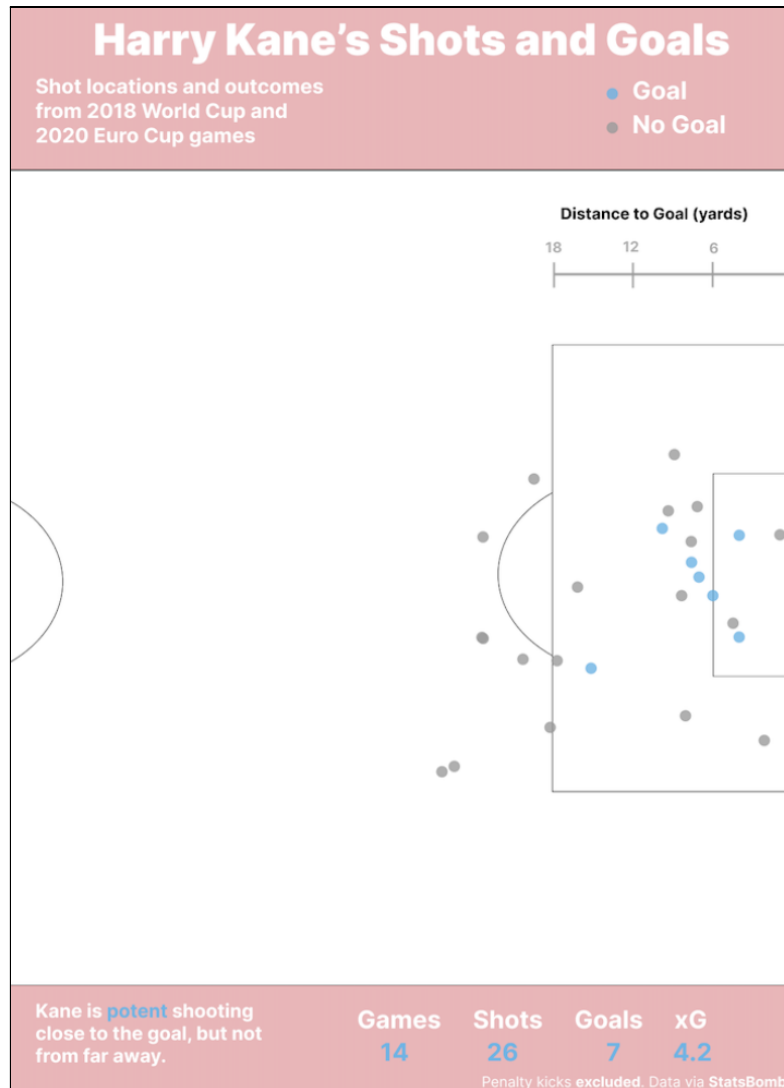 Harry Kane's Shots and Goals
Shot locations and outcomes
from 2018 World Cup and
2020 Euro Cup games
Goal
No Goal
Distance to Goal (yards)
18 12 6
Kane is potent shooting
close to the goal, but not
from far away.
Games Shots Goals xG
14 26 7 4.2
Penalty kicks excluded. Data via StatsBomb